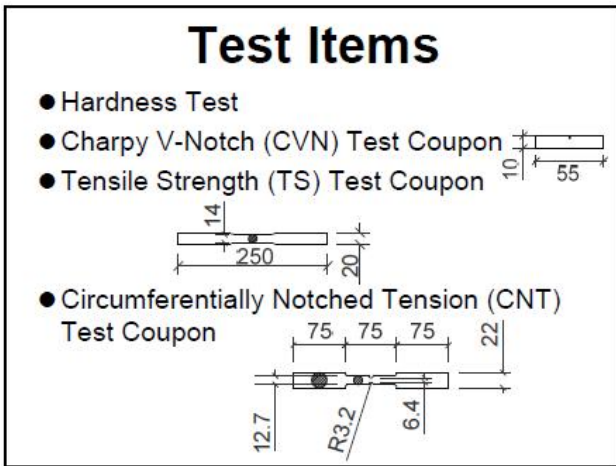 Test Items
● Hardness Test
● Charpy V-Notch (CVN) Test Coupon
10
55
● Tensile Strength (TS) Test Coupon
14
250
20
● Circumferentially Notched Tension (CNT)
Test Coupon
75 75 75
22
12.7
R3.2
6.4